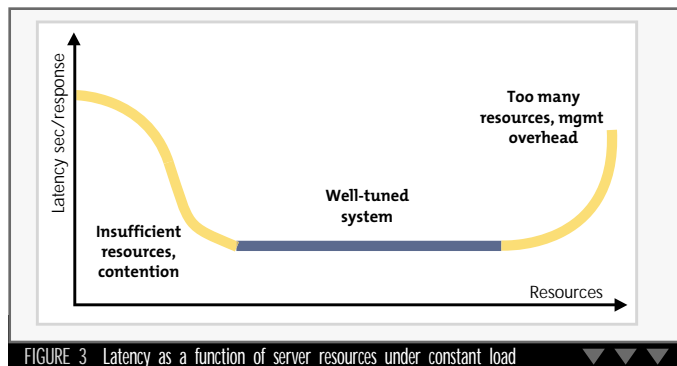 Latency sec/response
Too many
resources, mgmt
overhead
Well-tuned
system
Insufficient
resources,
contention
Resources
FIGURE 3 Latency as a function of server resources under constant load